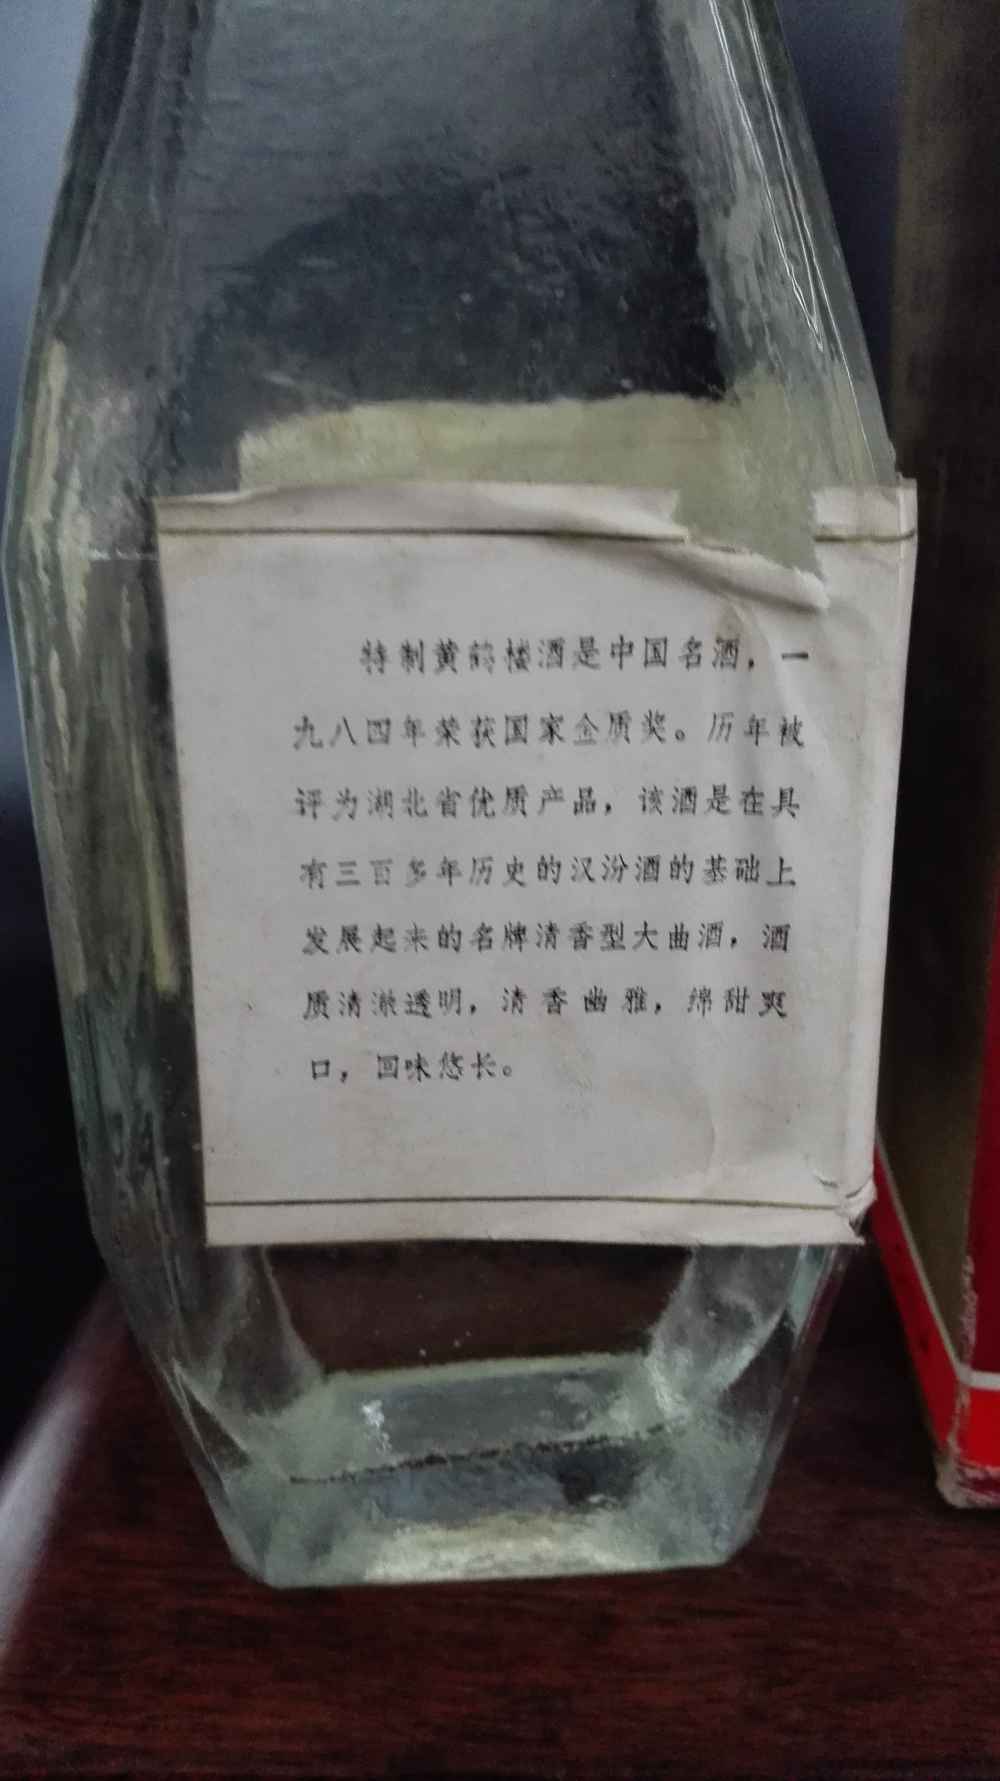 特制黄鹤楼酒是中国名酒，一
九八四年荣获国家金质奖。历年被
评为湖北省优质产品，该酒是在具
有三百多年历史的汉汾酒的基础上
发展起来的名牌清香型大曲酒，酒
质清澈透明，清香幽雅，绵甜爽
口，回味悠长。